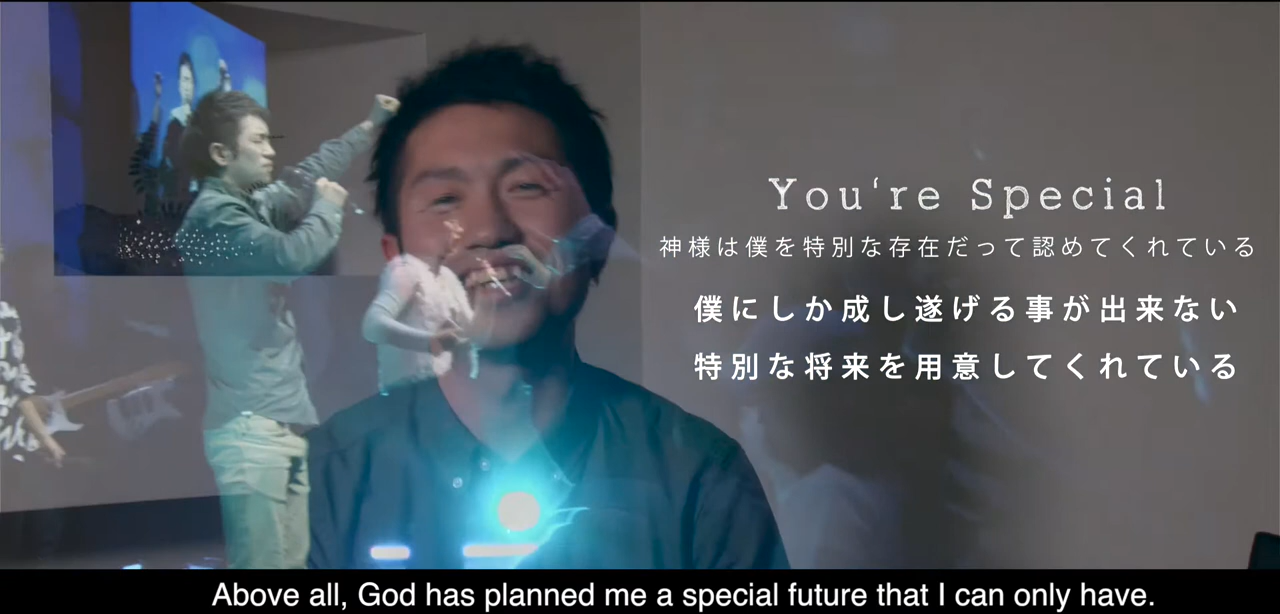 You‘re Special
神様は僕を特別な存在だって認めてくれている
僕にしか成し遂げる事が出来ない
特別な将来を用意してくれている
Above all, God has planned me a special future that I can only have.